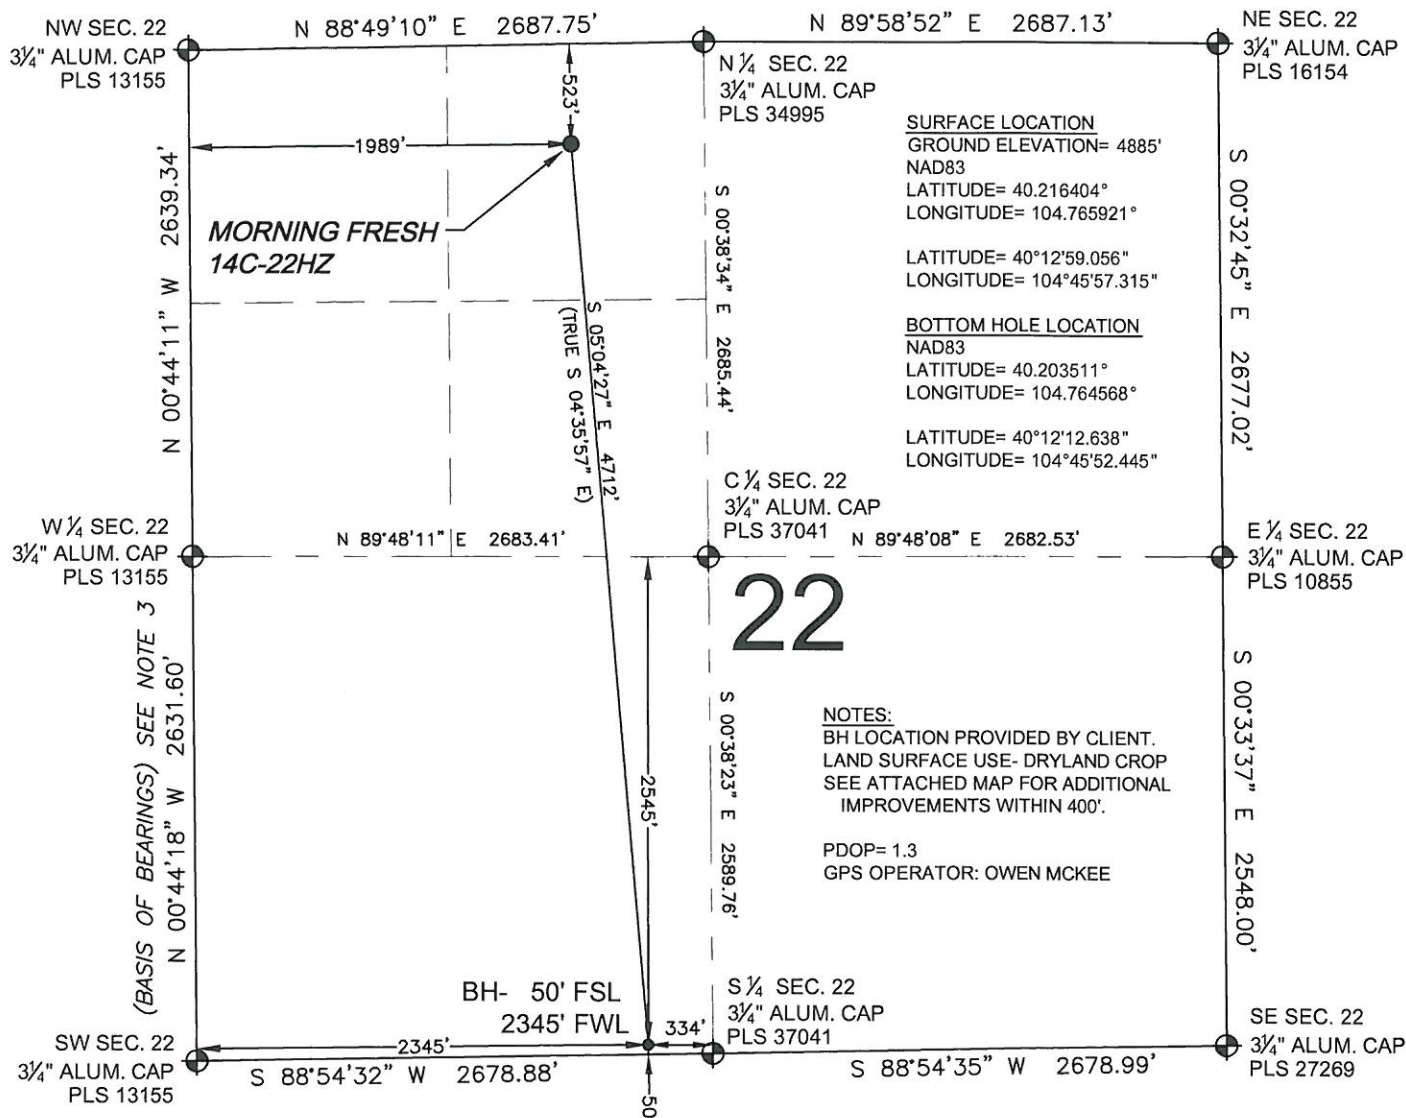 NW SEC. 22
3¼" ALUM. CAP
PLS 13155
N 88°49'10" E 2687.75'
N 89°58'52" E 2687.13'
NE SEC. 22
3¼" ALUM. CAP
PLS 16154
N ¼ SEC. 22
3¼" ALUM. CAP
PLS 34995
523'
1989'
MORNING FRESH
14C-22HZ
N 00°44'11" W 2639.34'
S 00°38'34" E 2685.44'
S 00°32'45" E 2677.02'
SURFACE LOCATION
GROUND ELEVATION= 4885'
NAD83
LATITUDE= 40.216404°
LONGITUDE= 104.765921°
LATITUDE= 40°12'59.056"
LONGITUDE= 104°45'57.315"
BOTTOM HOLE LOCATION
NAD83
LATITUDE= 40.203511°
LONGITUDE= 104.764568°
LATITUDE= 40°12'12.638"
LONGITUDE= 104°45'52.445"
S 05°04'27" E 4712'
(TRUE S 04°35'57" E)
W ¼ SEC. 22
3¼" ALUM. CAP
PLS 13155
N 89°48'11" E 2683.41'
C ¼ SEC. 22
3¼" ALUM. CAP
PLS 37041
N 89°48'08" E 2682.53'
E ¼ SEC. 22
3¼" ALUM. CAP
PLS 10855
22
(BASIS OF BEARINGS) SEE NOTE 3
N 00°44'18" W 2631.60'
2545'
S 00°38'23" E 2589.76'
S 00°33'37" E 2548.00'
NOTES:
BH LOCATION PROVIDED BY CLIENT.
LAND SURFACE USE- DRYLAND CROP
SEE ATTACHED MAP FOR ADDITIONAL
IMPROVEMENTS WITHIN 400'.
PDOP= 1.3
GPS OPERATOR: OWEN MCKEE
BH- 50' FSL
2345' FWL
334'
2345'
S ¼ SEC. 22
3¼" ALUM. CAP
PLS 37041
SW SEC. 22
3¼" ALUM. CAP
PLS 13155
S 88°54'32" W 2678.88'
S 88°54'35" W 2678.99'
SE SEC. 22
3¼" ALUM. CAP
PLS 27269
50